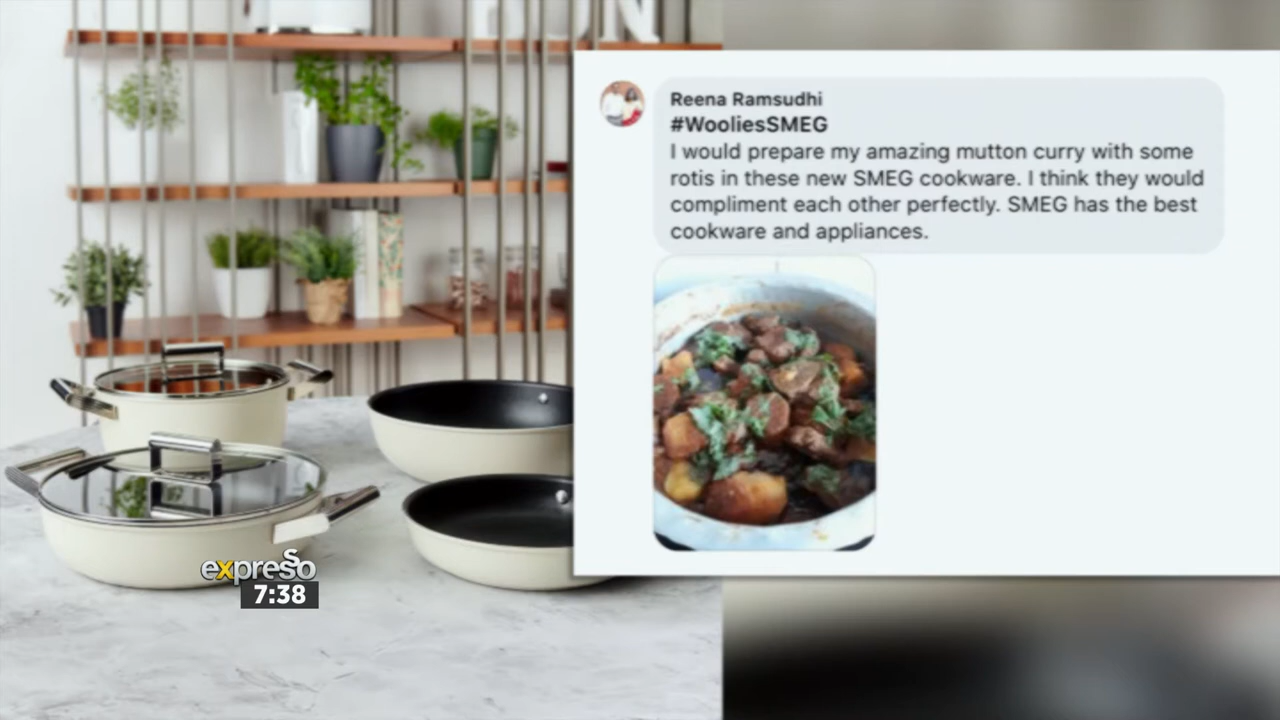 Reena Ramsudhi
#WooliesSMEG
I would prepare my amazing mutton curry with some
rotis in these new SMEG cookware. I think they would
compliment each other perfectly. SMEG has the best
cookware and appliances.
expresso
7:38